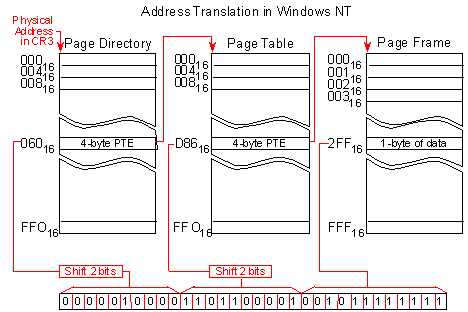 Address Translation in Windows NT
Physical
Address
in CR3
Page Directory
Page Table
Page Frame
000 16
004 16
008 16
000 16
004 16
008 16
000 16
001 16
002 16
003 16
060 16
4-byte PTE
D86 16
4-byte PTE
2FF 16
1-byte of data
FFO 16
FFO 16
FFF 16
Shift 2 bits
Shift 2 bits
0 0 0 0 0 1 0 0 0 0 1 1 0 1 1 0 0 0 0 1 0 0 1 0 1 1 1 1 1 1 1 1